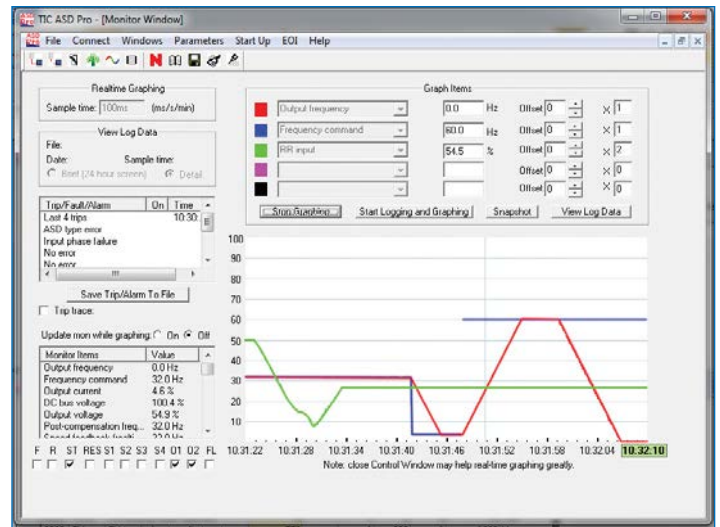 TIC ASD Pro - [Monitor Window]
File Connect Windows Parameters Start Up EOI Help
Realtime Graphing
Sample time: 100ms (ms/s/min)
View Log Data
File:
Date: Sample time:
Brief (24 hour screen) Detail
Trip/Fault/Alarm On Time
Last 4 trips 10:30:
ASD type error
Input phase failure
No error
No error
Save Trip/Alarm To File
Trip trace:
Update mon while graphing: On Off
Monitor Items Value
Output frequency 0.0 Hz
Frequency command 32.0 Hz
Output current 4.6 %
DC bus voltage 100.4 %
Output voltage 54.9 %
Post-compensation freq... 32.0 Hz
F R ST RES S1 S2 S3 S4 O1 O2 FL
Graph Items
Output frequency 0.0 Hz Offset 0 X 1
Frequency command 60.0 Hz Offset 0 X 1
RR input 54.5 % Offset 0 X 2
Offset 0 X 0
Offset 0 X 0
Stop Graphing Start Logging and Graphing Snapshot View Log Data
100
90
80
70
60
50
40
30
20
10
10:31:22 10:31:28 10:31:34 10:31:40 10:31:46 10:31:52 10:31:58 10:32:04 10:32:10
Note: close Control Window may help real-time graphing greatly.